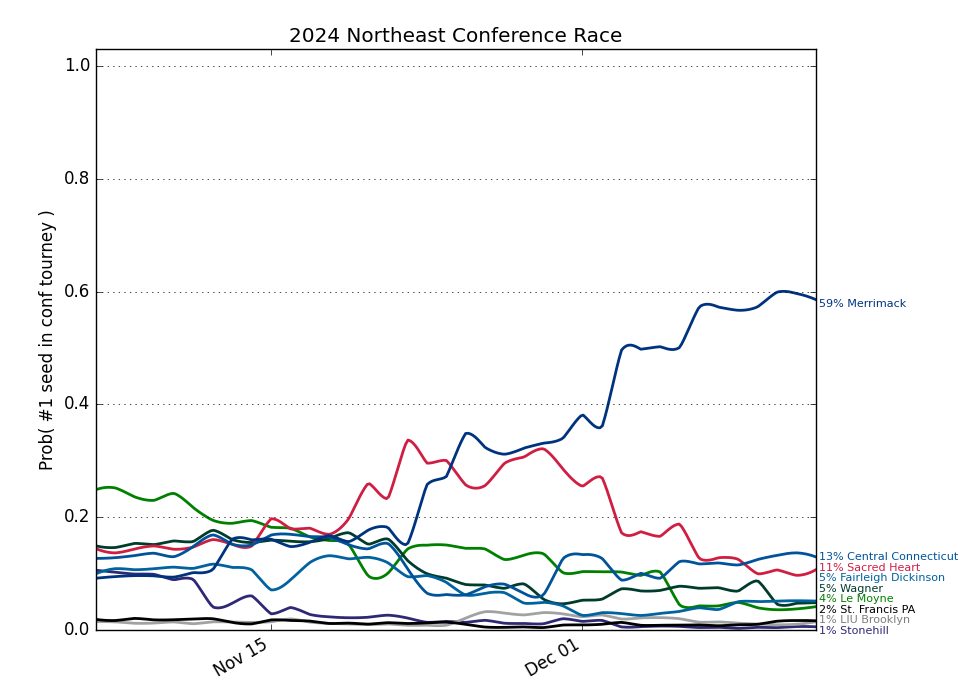 2024 Northeast Conference Race
Prob( #1 seed in conf tourney )
1.0
0.8
0.6
0.4
0.2
0.0
Nov 15
Dec 01
59% Merrimack
13% Central Connecticut
11% Sacred Heart
5% Fairleigh Dickinson
5% Wagner
4% Le Moyne
2% St. Francis PA
1% LIU Brooklyn
1% Stonehill